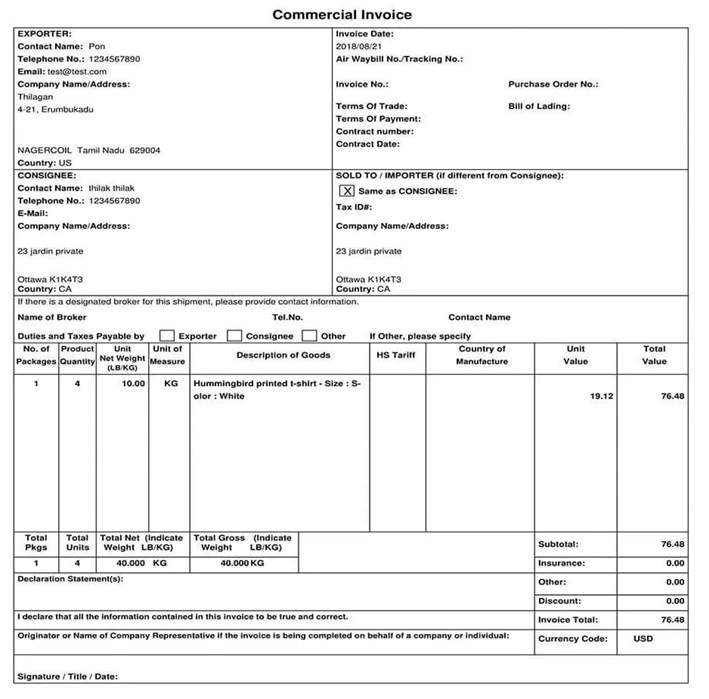 Commercial Invoice
EXPORTER:
Contact Name: Pon
Telephone No.: 1234567890
Email: test@test.com
Company Name/Address:
Thilagan
4-21, Erumbukadu
NAGERCOIL Tamil Nadu 629004
Country: US
Invoice Date:
2018/08/21
Air Waybill No./Tracking No.:
Invoice No.: Purchase Order No.:
Terms Of Trade: Bill of Lading:
Terms Of Payment:
Contract number:
Contract Date:
CONSIGNEE:
Contact Name: thilak thilak
Telephone No.: 1234567890
E-Mail:
Company Name/Address:
23 jardin private
Ottawa K1K4T3
Country: CA
SOLD TO / IMPORTER (if different from Consignee):
X Same as CONSIGNEE:
Tax ID#:
Company Name/Address:
23 jardin private
Ottawa K1K4T3
Country: CA
If there is a designated broker for this shipment, please provide contact information.
Name of Broker Tel.No. Contact Name
Duties and Taxes Payable by Exporter Consignee Other If Other, please specify
No. of Packages
Product Quantity
Unit Net Weight (LB/KG)
Unit of Measure
Description of Goods
HS Tariff
Country of Manufacture
Unit Value
Total Value
1 4 10.00 KG Hummingbird printed t-shirt - Size : S-
olor : White 19.12 76.48
Total Pkgs
Total Units
Total Net (Indicate Weight LB/KG)
Total Gross (Indicate Weight LB/KG)
1 4 40.000 KG 40.000 KG
Subtotal: 76.48
Insurance: 0.00
Other: 0.00
Discount: 0.00
Invoice Total: 76.48
Currency Code: USD
Declaration Statement(s):
I declare that all the information contained in this invoice to be true and correct.
Originator or Name of Company Representative if the invoice is being completed on behalf of a company or individual:
Signature / Title / Date: